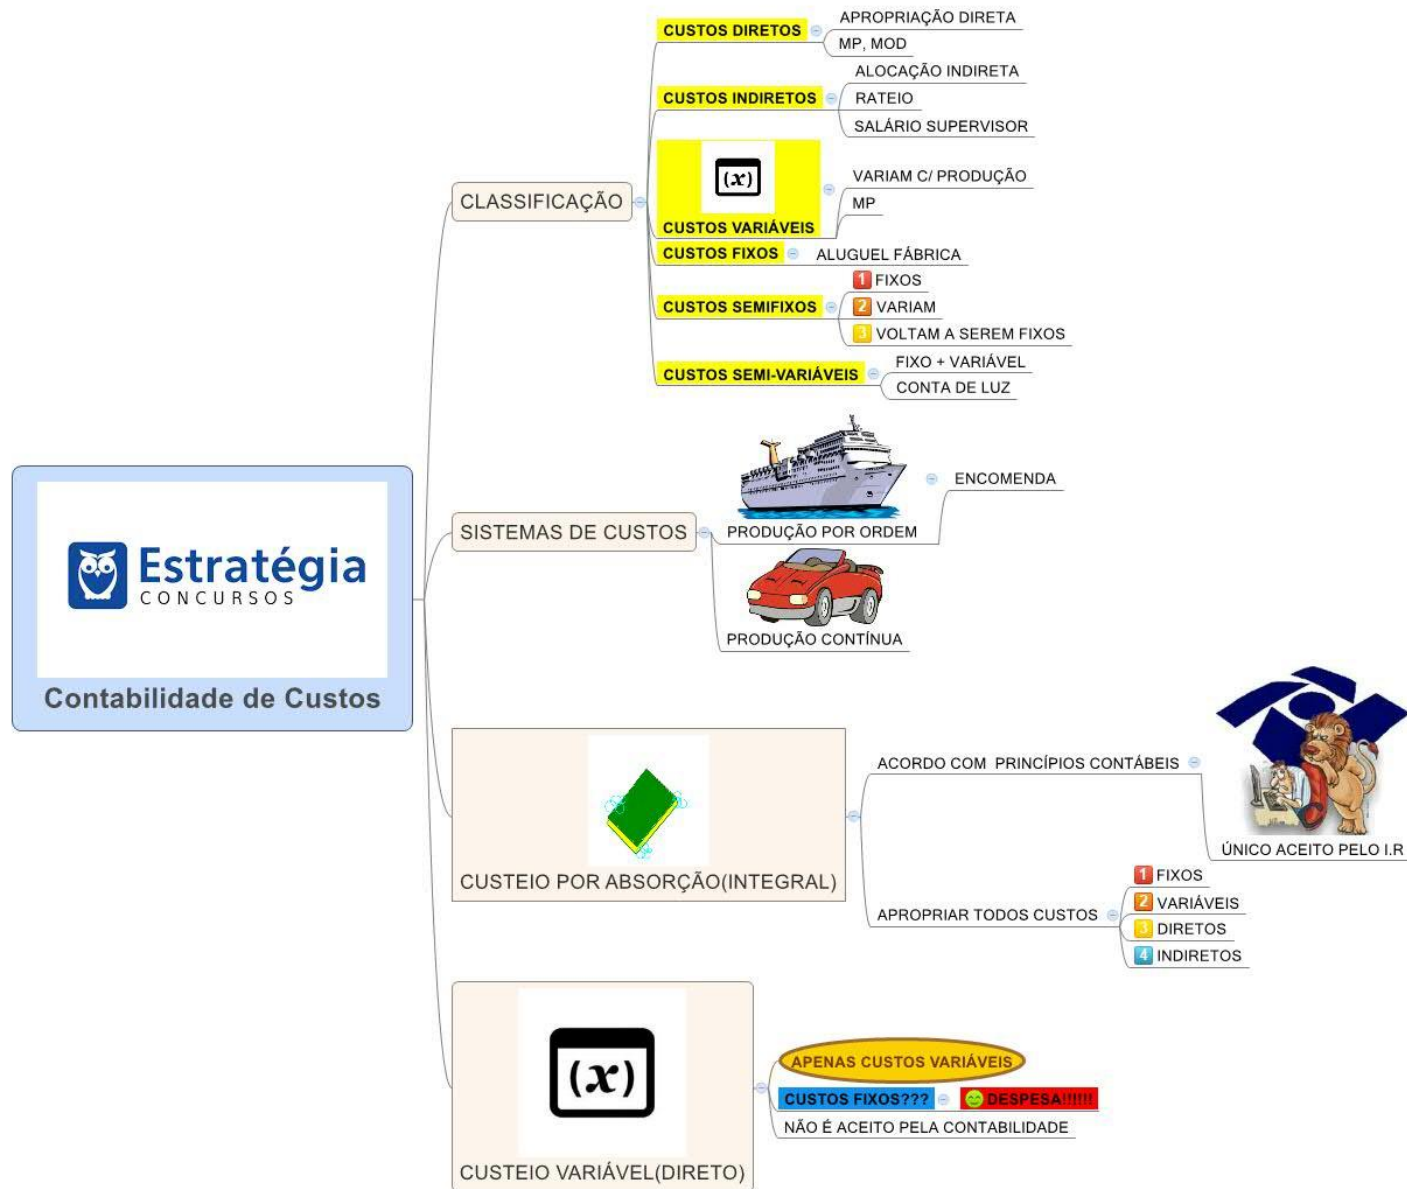 Estratégia
CONCURSOS
Contabilidade de Custos
CLASSIFICAÇÃO
CUSTOS DIRETOS
APROPRIAÇÃO DIRETA
MP, MOD
CUSTOS INDIRETOS
ALOCAÇÃO INDIRETA
RATEIO
SALÁRIO SUPERVISOR
(x)
CUSTOS VARIÁVEIS
VARIAM C/ PRODUÇÃO
MP
CUSTOS FIXOS
ALUGUEL FÁBRICA
CUSTOS SEMIFIXOS
1 FIXOS
2 VARIAM
3 VOLTAM A SEREM FIXOS
CUSTOS SEMI-VARIÁVEIS
FIXO + VARIÁVEL
CONTA DE LUZ
SISTEMAS DE CUSTOS
PRODUÇÃO POR ORDEM
ENCOMENDA
PRODUÇÃO CONTÍNUA
CUSTEIO POR ABSORÇÃO(INTEGRAL)
ACORDO COM  PRINCÍPIOS CONTÁBEIS
ÚNICO ACEITO PELO I.R
APROPRIAR TODOS CUSTOS
1 FIXOS
2 VARIÁVEIS
3 DIRETOS
4 INDIRETOS
(x)
CUSTEIO VARIÁVEL(DIRETO)
APENAS CUSTOS VARIÁVEIS
CUSTOS FIXOS???
DESPESA!!!!!!
NÃO É ACEITO PELA CONTABILIDADE